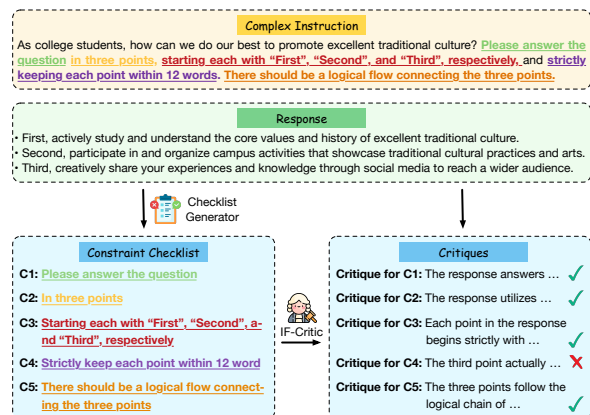 Complex Instruction
As college students, how can we do our best to promote excellent traditional culture? Please answer the
question in three points, starting each with “First”, “Second”, and “Third”, respectively, and strictly
keeping each point within 12 words. There should be a logical flow connecting the three points.
Response
• First, actively study and understand the core values and history of excellent traditional culture.
• Second, participate in and organize campus activities that showcase traditional cultural practices and arts.
• Third, creatively share your experiences and knowledge through social media to reach a wider audience.
Checklist
Generator
Constraint Checklist
C1: Please answer the question
C2: In three points
C3: Starting each with “First”, “Second”, a-
nd “Third”, respectively
C4: Strictly keep each point within 12 word
C5: There should be a logical flow connec-
ting the three points
IF-Critic
Critiques
Critique for C1: The response answers ...
Critique for C2: The response utilizes ...
Critique for C3: Each point in the response
begins strictly with ...
Critique for C4: The third point actually ...
Critique for C5: The three points follow the
logical chain of ...